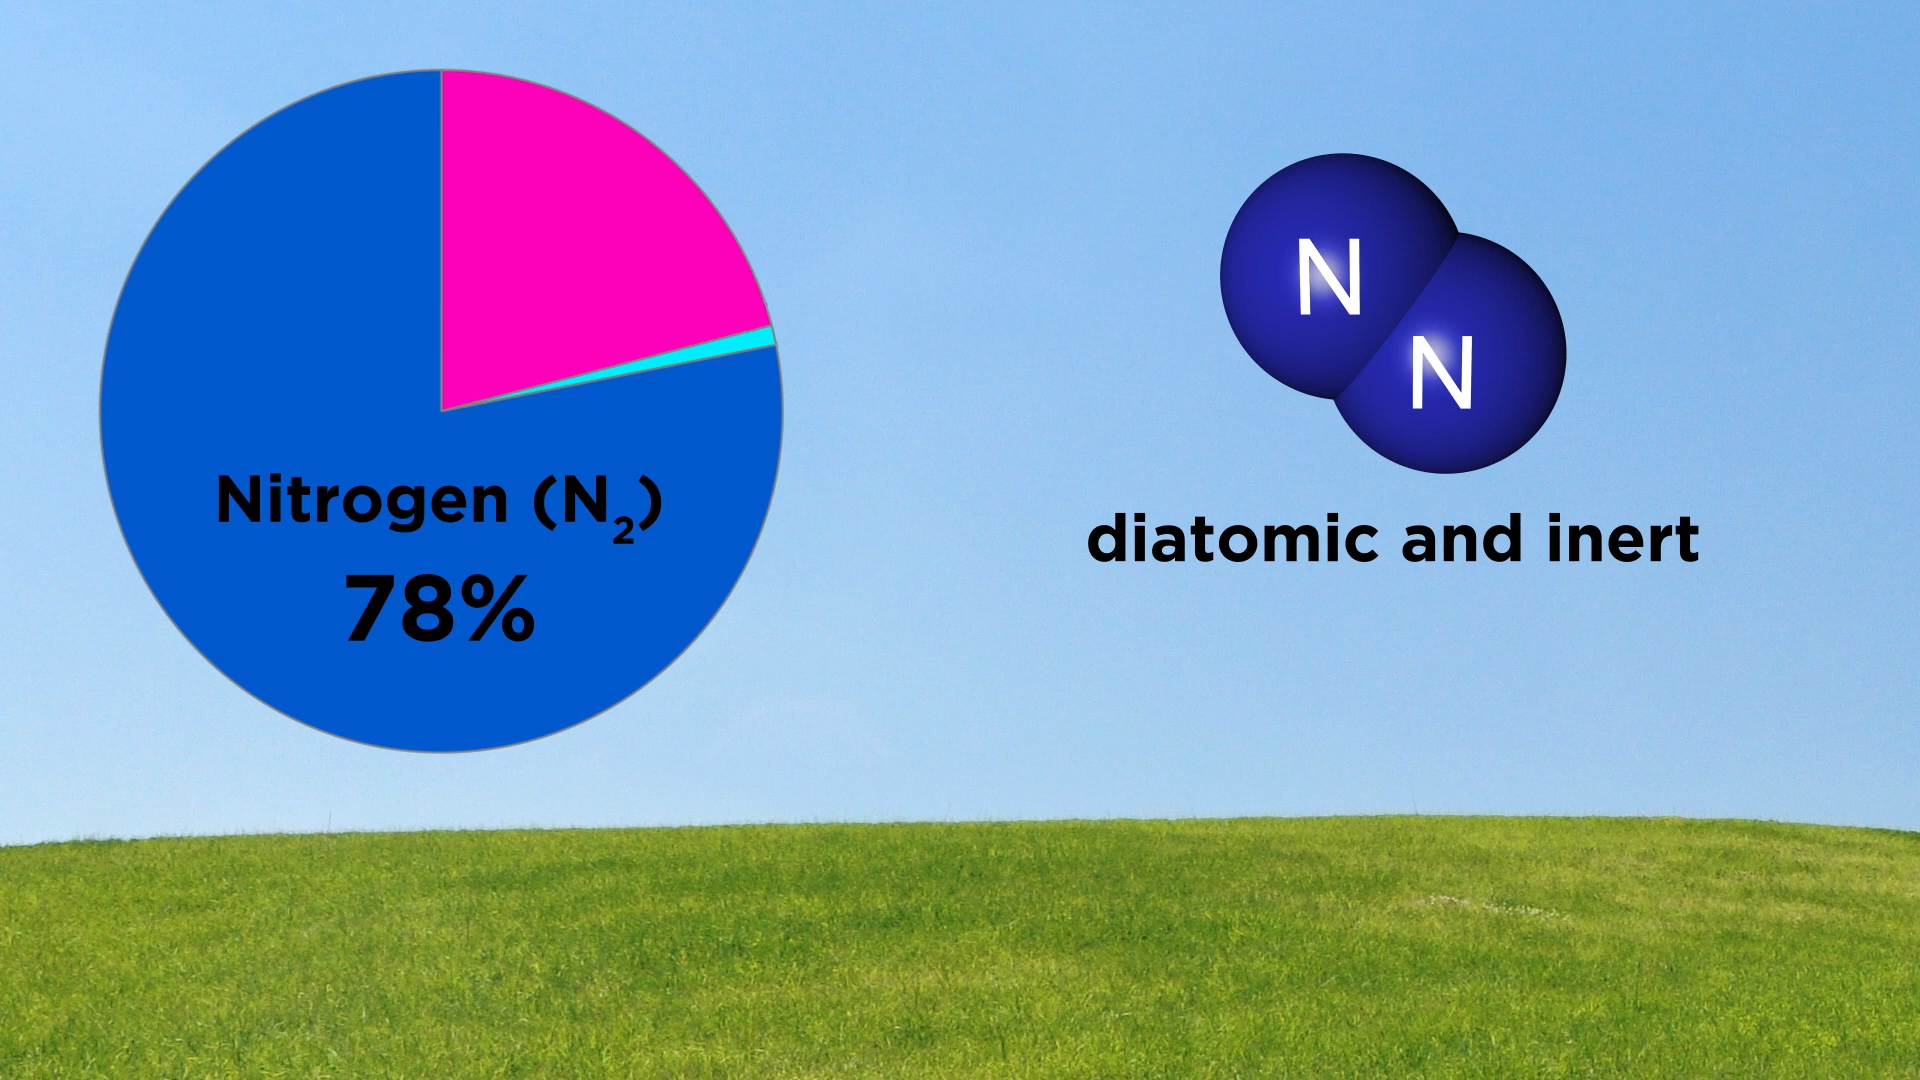 Nitrogen (N₂)
78%
N
N
diatomic and inert